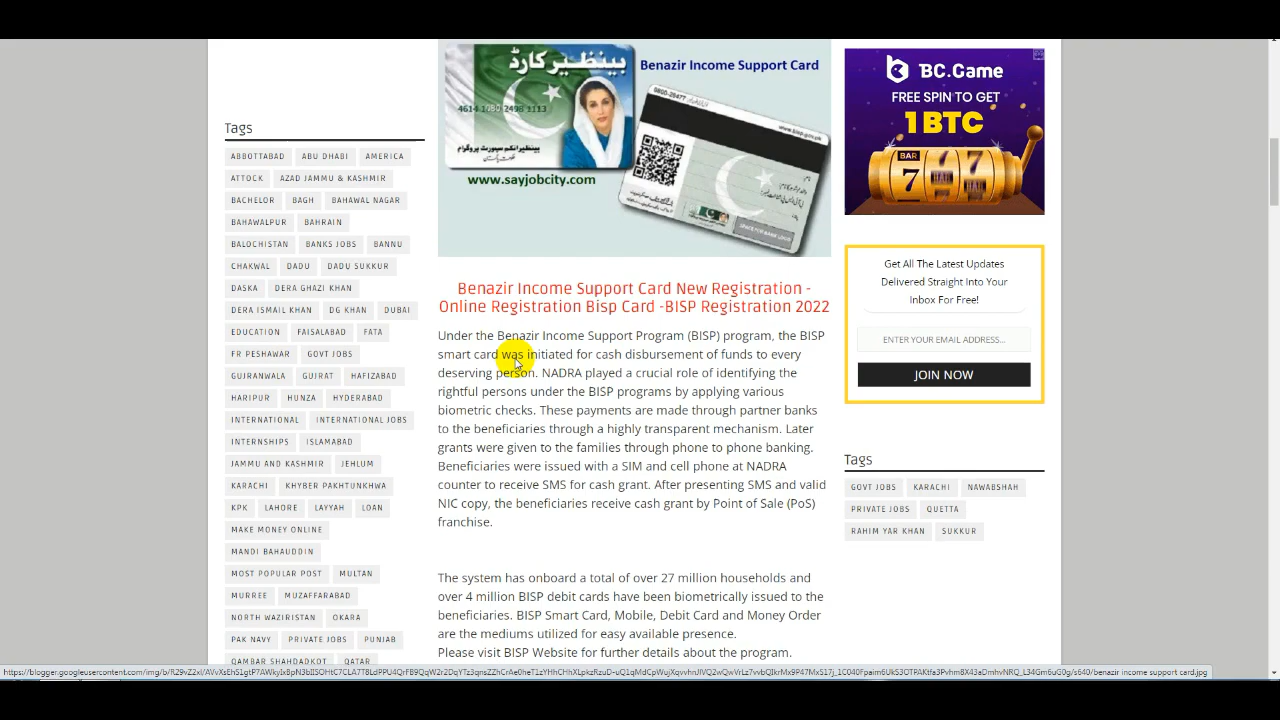 Tags
ABBOTTABAD ABU DHABI AMERICA
ATTOCK AZAD JAMMU & KASHMIR
BACHELOR BAGH BAHAWAL NAGAR
BAHAWALPUR BAHRAIN
BALOCHISTAN BANKS JOBS BANNU
CHAKWAL DADU DADU SUKKUR
DASKA DERA GHAZI KHAN
DERA ISMAIL KHAN DG KHAN DUBAI
EDUCATION FAISALABAD FATA
FR PESHAWAR GOVT JOBS
GUJRANWALA GUJRAT HAFIZABAD
HARIPUR HUNZA HYDERABAD
INTERNATIONAL INTERNATIONAL JOBS
INTERNSHIPS ISLAMABAD
JAMMU AND KASHMIR JEHLUM
KARACHI KHYBER PAKHTUNKHWA
KPK LAHORE LAYYAH LOAN
MAKE MONEY ONLINE
MANDI BAHAUDDIN
MOST POPULAR POST MULTAN
MURREE MUZAFFARABAD
NORTH WAZIRISTAN OKARA
PAK NAVY PRIVATE JOBS PUNJAB
QAMBAR SHAHDADKOT QATAR
بینظیر کارڈ
Benazir Income Support Card
0800-26477
www.bisp.gov.pk
بینظیر انکم سپورٹ پروگرام
www.sayjobcity.com
Benazir Income Support Card New Registration -
Online Registration Bisp Card -BISP Registration 2022
Under the Benazir Income Support Program (BISP) program, the BISP
smart card was initiated for cash disbursement of funds to every
deserving person. NADRA played a crucial role of identifying the
rightful persons under the BISP programs by applying various
biometric checks. These payments are made through partner banks
to the beneficiaries through a highly transparent mechanism. Later
grants were given to the families through phone to phone banking.
Beneficiaries were issued with a SIM and cell phone at NADRA
counter to receive SMS for cash grant. After presenting SMS and valid
NIC copy, the beneficiaries receive cash grant by Point of Sale (PoS)
franchise.
The system has onboard a total of over 27 million households and
over 4 million BISP debit cards have been biometrically issued to the
beneficiaries. BISP Smart Card, Mobile, Debit Card and Money Order
are the mediums utilized for easy available presence.
Please visit BISP Website for further details about the program.
BC.Game
FREE SPIN TO GET
1 BTC
BAR
7 7
Get All The Latest Updates
Delivered Straight Into Your
Inbox For Free!
ENTER YOUR EMAIL ADDRESS...
JOIN NOW
Tags
GOVT JOBS KARACHI NAWABSHAH
PRIVATE JOBS QUETTA
RAHIM YAR KHAN SUKKUR